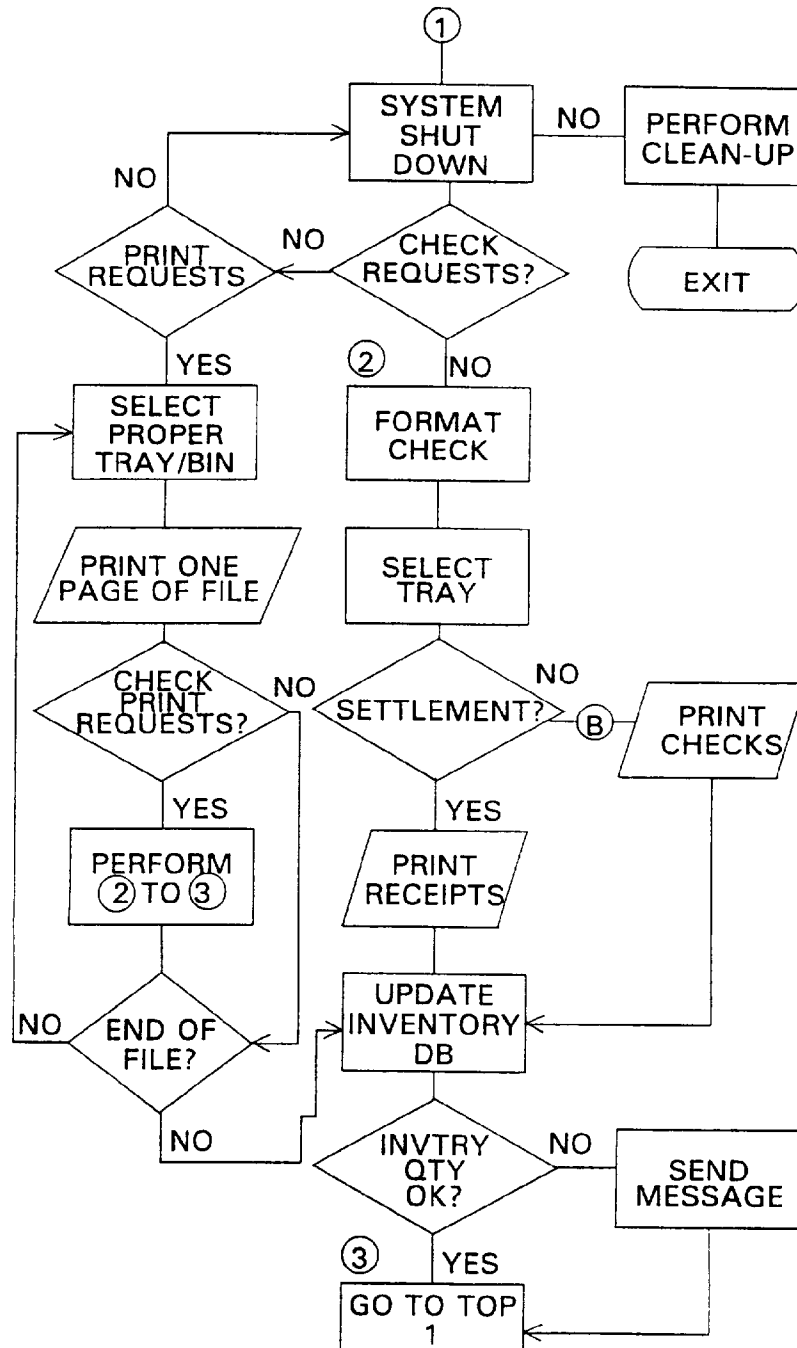 1
SYSTEM
SHUT
DOWN
NO
PERFORM
CLEAN-UP
EXIT
NO
PRINT
REQUESTS
NO
CHECK
REQUESTS?
YES
2
NO
SELECT
PROPER
TRAY/BIN
FORMAT
CHECK
PRINT ONE
PAGE OF FILE
SELECT
TRAY
CHECK
PRINT
REQUESTS?
NO
SETTLEMENT?
NO
B
PRINT
CHECKS
YES
YES
PERFORM
2 TO 3
PRINT
RECEIPTS
NO
END OF
FILE?
UPDATE
INVENTORY
DB
NO
INVTRY
QTY
OK?
NO
SEND
MESSAGE
3
YES
GO TO TOP
1